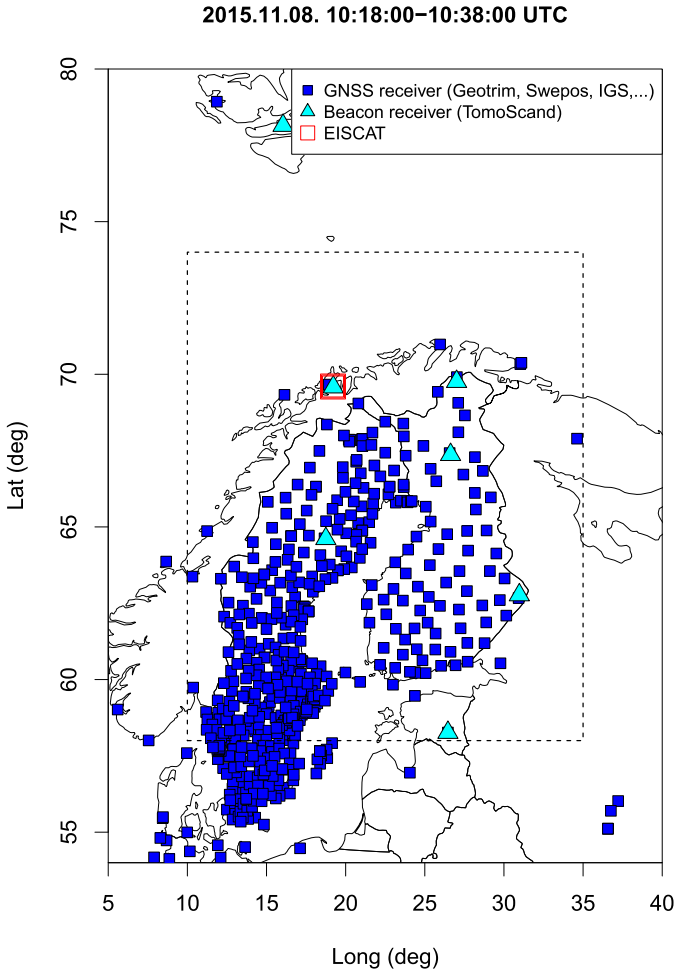 2015.11.08. 10:18:00−10:38:00 UTC
GNSS receiver (Geotrim, Swepos, IGS,...)
Beacon receiver (TomoScand)
EISCAT
80
75
70
65
60
55
Lat (deg)
5 10 15 20 25 30 35 40
Long (deg)